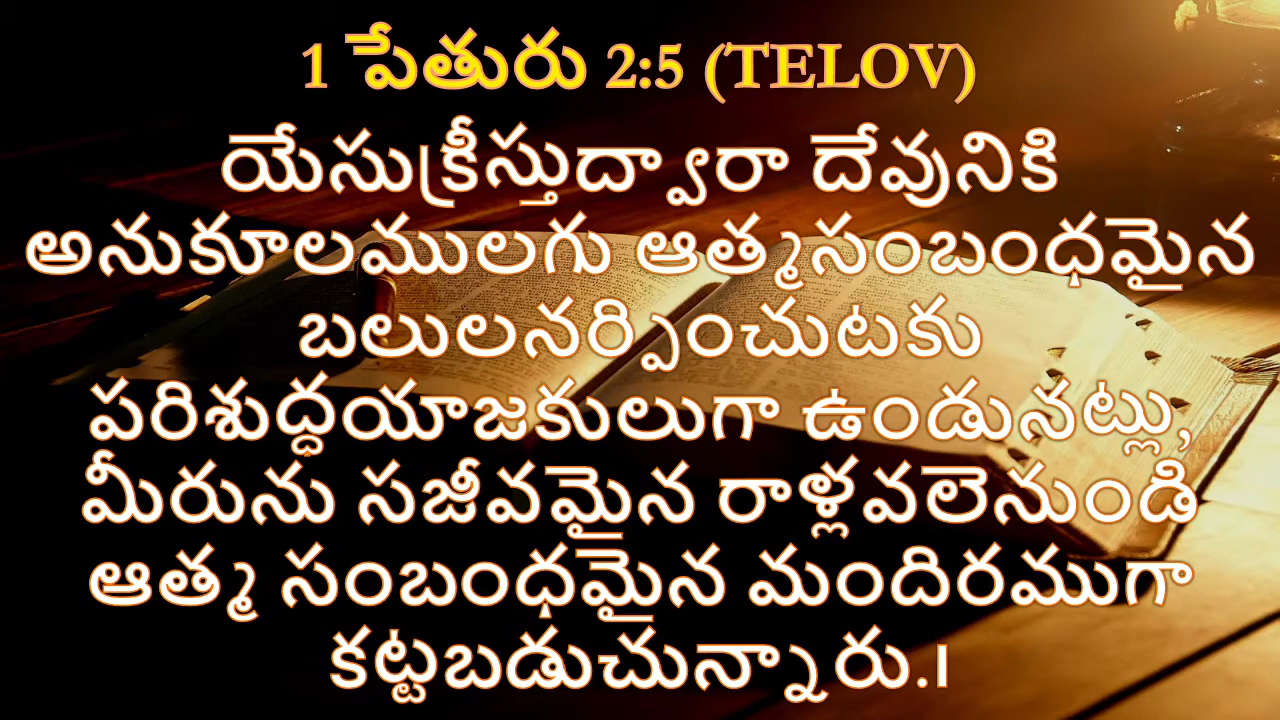 1 పేతురు 2:5 (TELOV)
యేసుక్రీస్తుద్వారా దేవునికి
అనుకూలములగు ఆత్మసంబంధమైన
బలులనర్పించుటకు
పరిశుద్ధయాజకులుగా ఉండునట్లు,
మీరును సజీవమైన రాళ్లవలెనుండి
ఆత్మ సంబంధమైన మందిరముగా
కట్టబడుచున్నారు.।